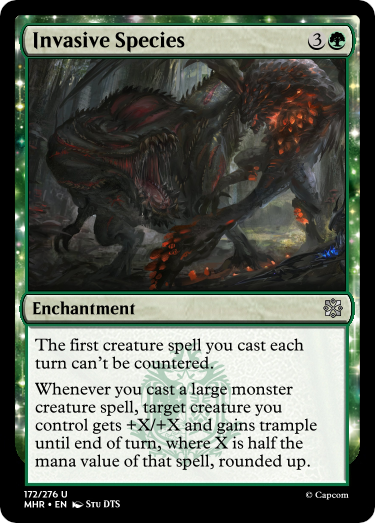 Invasive Species 3
Enchantment
The first creature spell you cast each
turn can't be countered.
Whenever you cast a large monster
creature spell, target creature you
control gets +X/+X and gains trample
until end of turn, where X is half the
mana value of that spell, rounded up.
172/276 U
MHR • EN Stu DTS
© Capcom